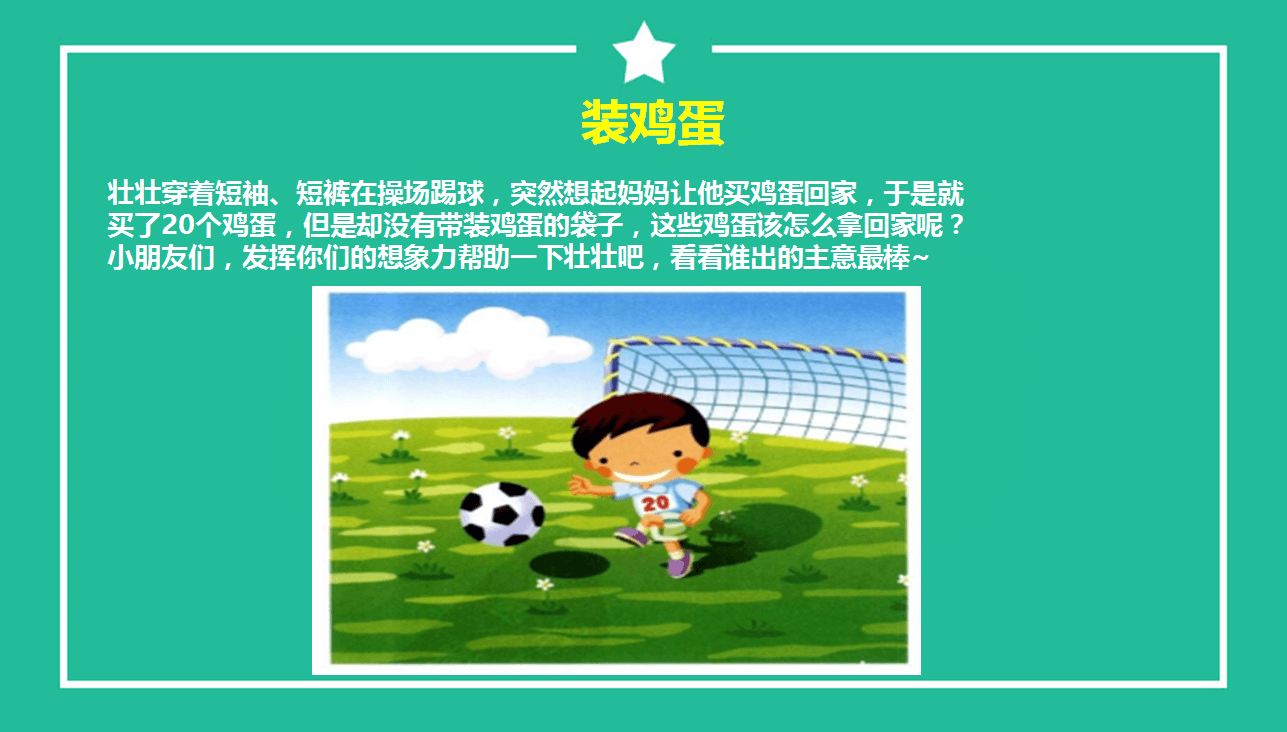 装鸡蛋
壮壮穿着短袖、短裤在操场踢球，突然想起妈妈让他买鸡蛋回家，于是就
买了20个鸡蛋，但是却没有带装鸡蛋的袋子，这些鸡蛋该怎么拿回家呢？
小朋友们，发挥你们的想象力帮助一下壮壮吧，看看谁出的主意最棒~
20